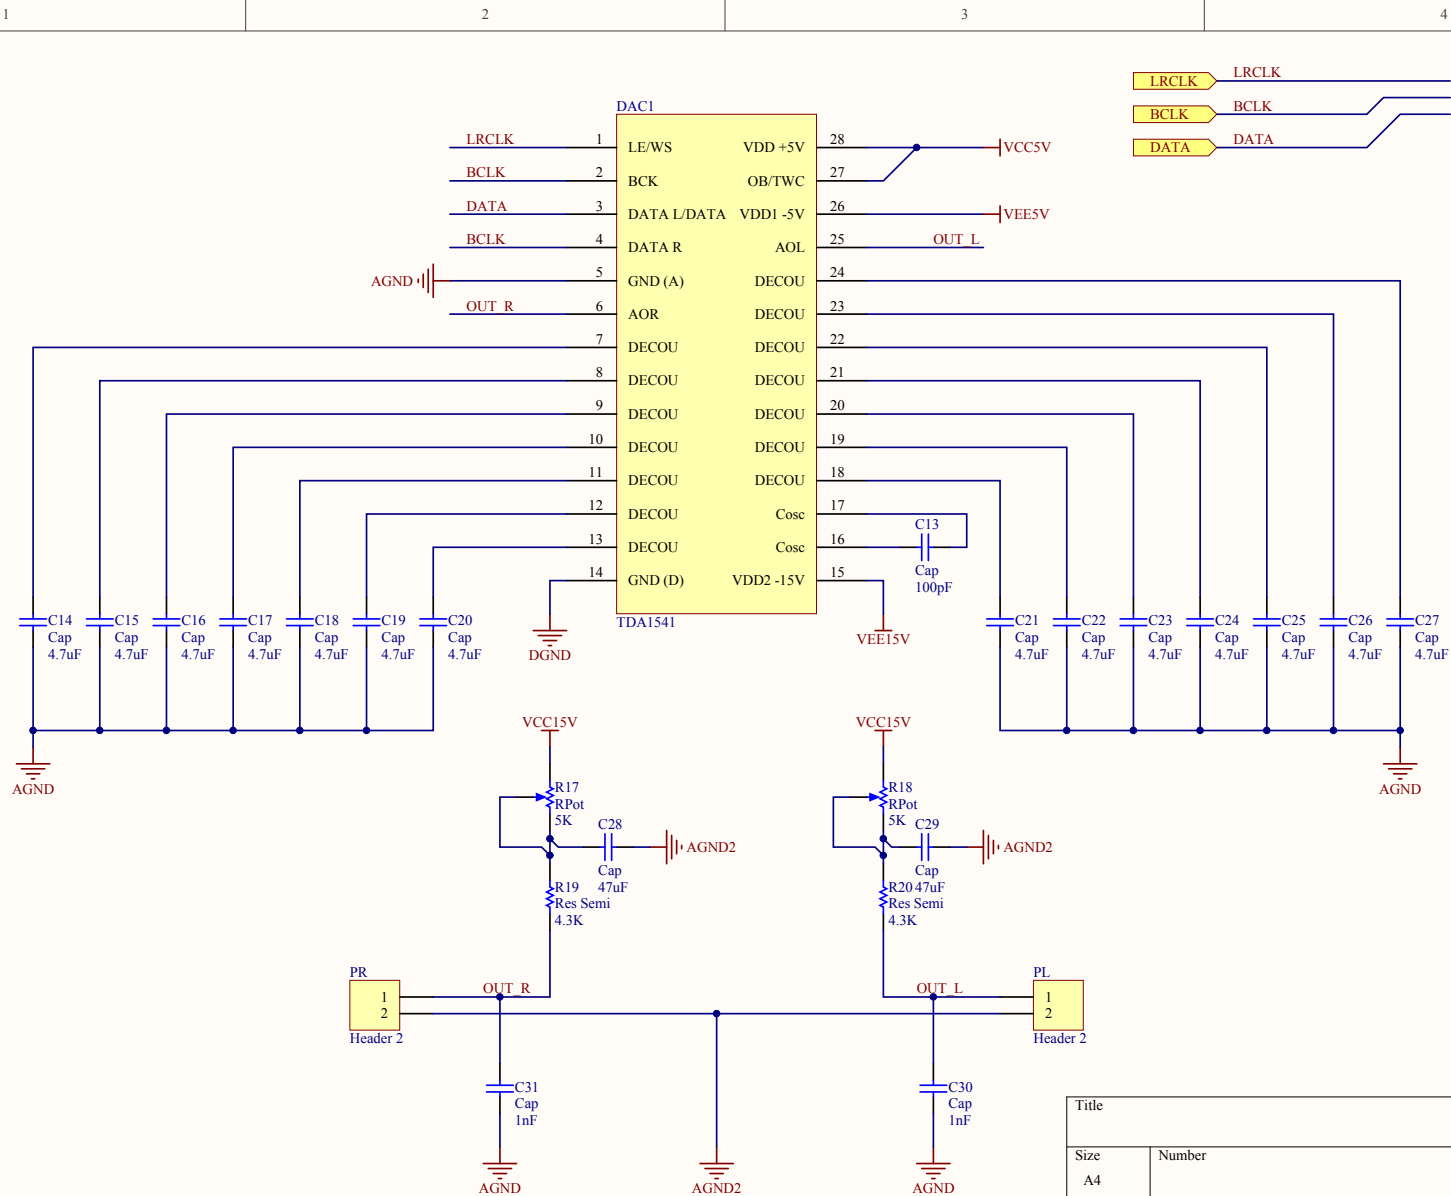 1 2 3 4
LRCLK LRCLK
BCLK BCLK
DATA DATA
DAC1
LRCLK 1 LE/WS VDD +5V 28 VCC5V
BCLK 2 BCK OB/TWC 27
DATA 3 DATA L/DATA VDD1 -5V 26 VEE5V
BCLK 4 DATA R AOL 25 OUT_L
AGND 5 GND (A) DECOU 24
OUT_R 6 AOR DECOU 23
7 DECOU DECOU 22
8 DECOU DECOU 21
9 DECOU DECOU 20
10 DECOU DECOU 19
11 DECOU DECOU 18
12 DECOU Cosc 17
13 DECOU Cosc 16
14 GND (D) VDD2 -15V 15
C13
Cap
100pF
TDA1541
DGND
VEE15V
C14 C15 C16 C17 C18 C19 C20
Cap Cap Cap Cap Cap Cap Cap
4.7uF 4.7uF 4.7uF 4.7uF 4.7uF 4.7uF 4.7uF
C21 C22 C23 C24 C25 C26 C27
Cap Cap Cap Cap Cap Cap Cap
4.7uF 4.7uF 4.7uF 4.7uF 4.7uF 4.7uF 4.7uF
AGND
AGND
VCC15V
R17
RPot
5K
C28
Cap
47uF
AGND2
R19
Res Semi
4.3K
VCC15V
R18
RPot
5K
C29
Cap
47uF
AGND2
R20
Res Semi
4.3K
PR
1
2
Header 2
OUT_R
OUT_L
PL
1
2
Header 2
C31
Cap
1nF
AGND
AGND2
C30
Cap
1nF
AGND
Title
Size Number
A4